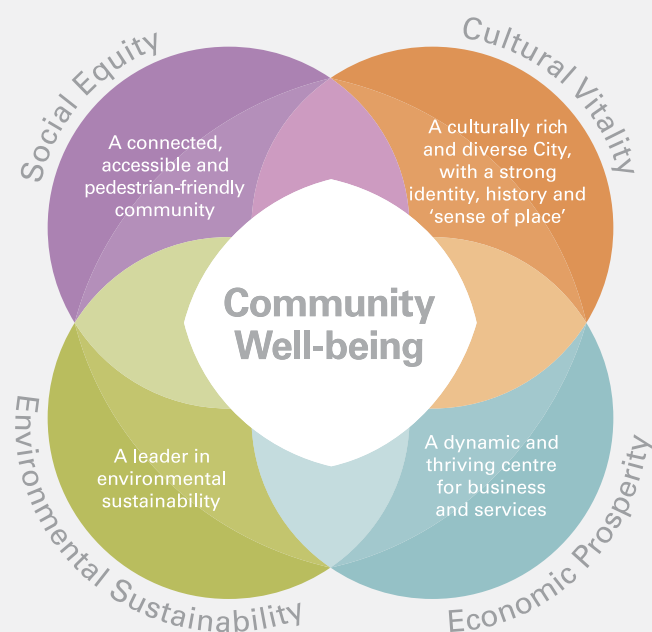 Social Equity
Cultural Vitality
A connected,
accessible and
pedestrian-friendly
community
A culturally rich
and diverse City,
with a strong
identity, history and
‘sense of place’
Community
Well-being
A leader in
environmental
sustainability
A dynamic and
thriving centre
for business
and services
Environmental Sustainability
Economic Prosperity